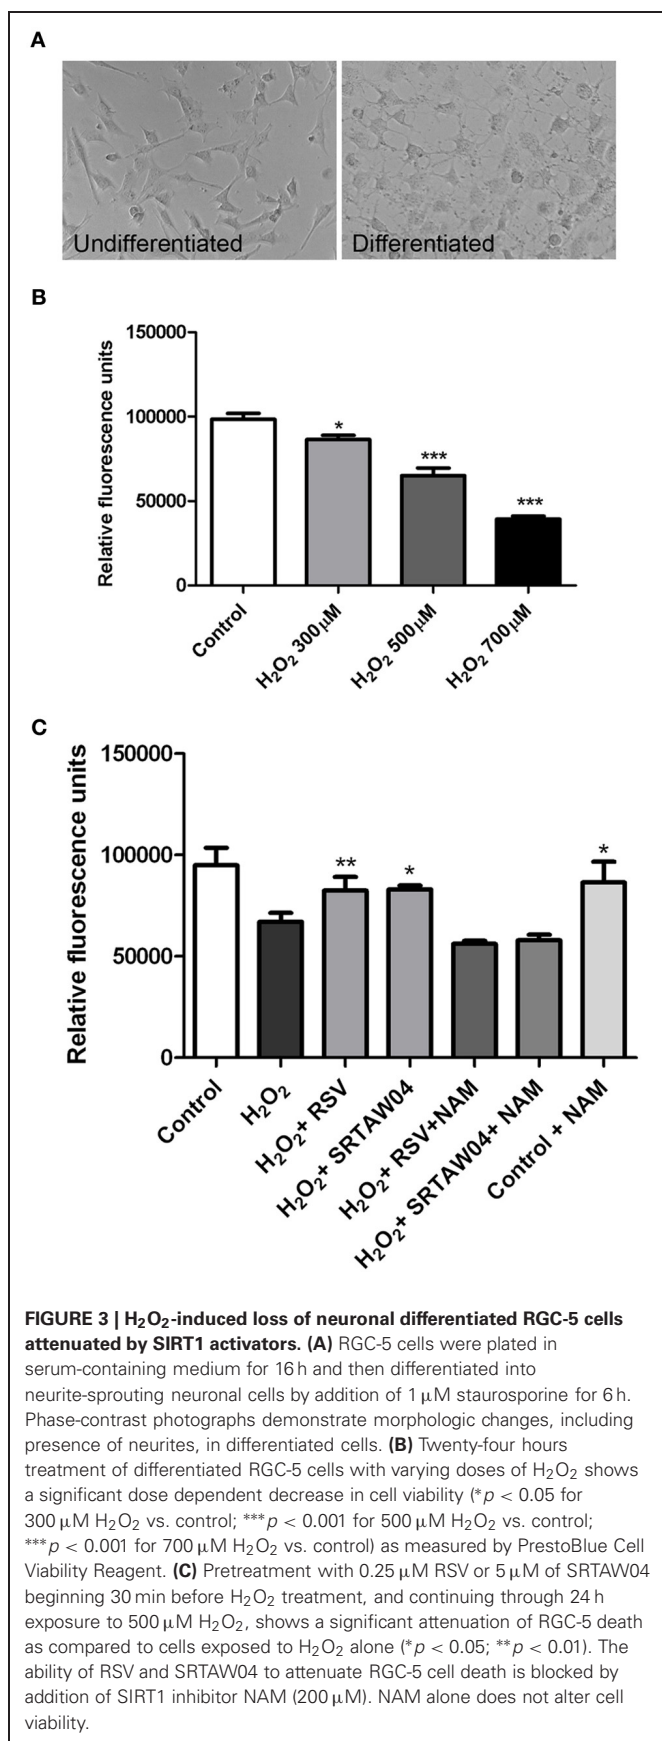 A
Undifferentiated
Differentiated
B
150000
100000
50000
0
Relative fluorescence units
*
***
***
Control
H₂O₂ 300μM
H₂O₂ 500μM
H₂O₂ 700μM
C
150000
100000
50000
0
Relative fluorescence units
**
*
*
Control
H₂O₂
H₂O₂+ RSV
H₂O₂+ SRTAW04
H₂O₂+ RSV+NAM
H₂O₂+ SRTAW04+ NAM
Control + NAM
FIGURE 3 | H₂O₂-induced loss of neuronal differentiated RGC-5 cells
attenuated by SIRT1 activators. (A) RGC-5 cells were plated in
serum-containing medium for 16 h and then differentiated into
neurite-sprouting neuronal cells by addition of 1 μM staurosporine for 6 h.
Phase-contrast photographs demonstrate morphologic changes, including
presence of neurites, in differentiated cells. (B) Twenty-four hours
treatment of differentiated RGC-5 cells with varying doses of H₂O₂ shows
a significant dose dependent decrease in cell viability (*p < 0.05 for
300 μM H₂O₂ vs. control; ***p < 0.001 for 500 μM H₂O₂ vs. control;
***p < 0.001 for 700 μM H₂O₂ vs. control) as measured by PrestoBlue Cell
Viability Reagent. (C) Pretreatment with 0.25 μM RSV or 5 μM of SRTAW04
beginning 30 min before H₂O₂ treatment, and continuing through 24 h
exposure to 500 μM H₂O₂, shows a significant attenuation of RGC-5 death
as compared to cells exposed to H₂O₂ alone (*p < 0.05; **p < 0.01). The
ability of RSV and SRTAW04 to attenuate RGC-5 cell death is blocked by
addition of SIRT1 inhibitor NAM (200 μM). NAM alone does not alter cell
viability.